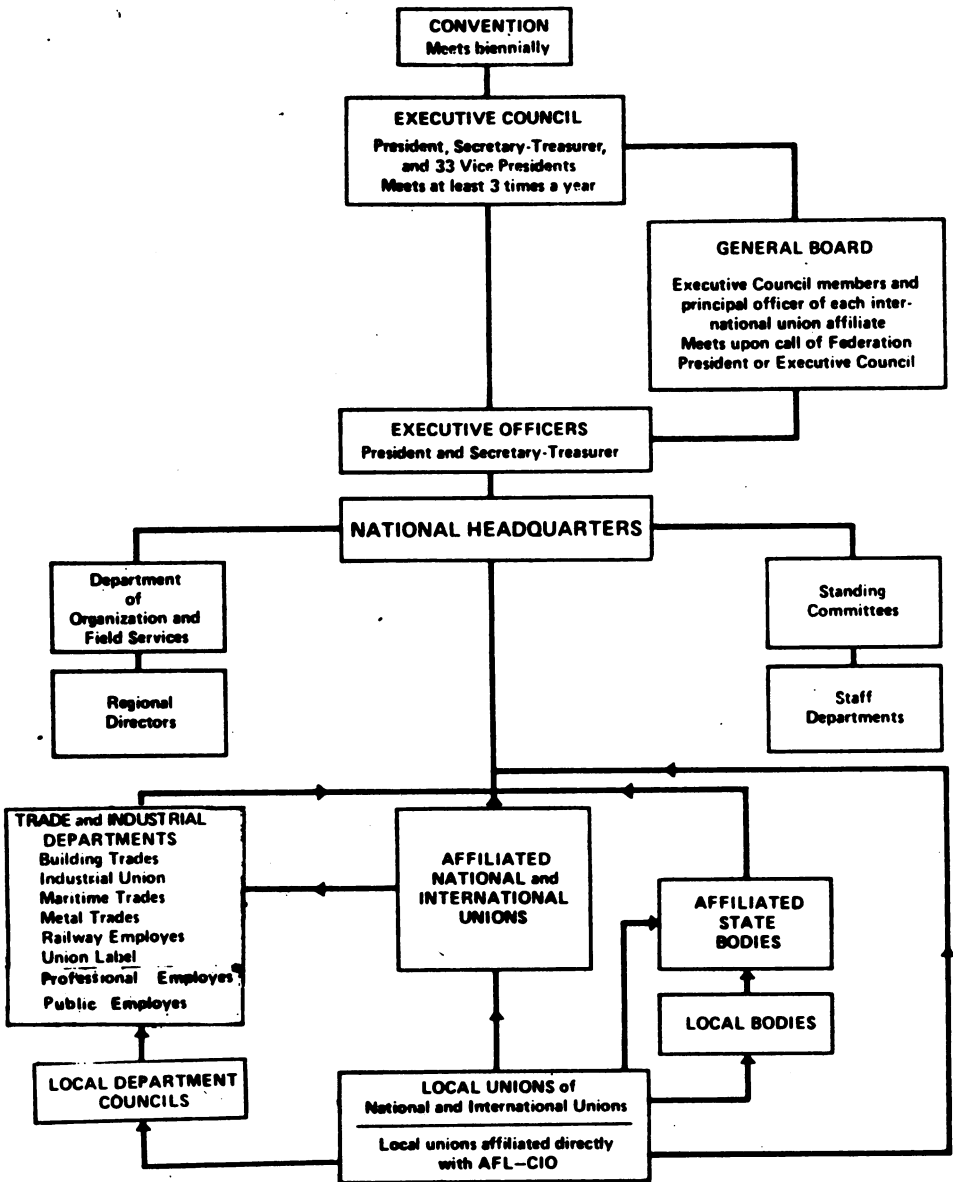 CONVENTION
Meets biennially
EXECUTIVE COUNCIL
President, Secretary-Treasurer,
and 33 Vice Presidents
Meets at least 3 times a year
GENERAL BOARD
Executive Council members and
principal officer of each inter-
national union affiliate
Meets upon call of Federation
President or Executive Council
EXECUTIVE OFFICERS
President and Secretary-Treasurer
NATIONAL HEADQUARTERS
Department
of
Organization and
Field Services
Regional
Directors
Standing
Committees
Staff
Departments
TRADE and INDUSTRIAL
DEPARTMENTS
Building Trades
Industrial Union
Maritime Trades
Metal Trades
Railway Employes
Union Label
Professional Employes
Public Employes
AFFILIATED
NATIONAL and
INTERNATIONAL
UNIONS
AFFILIATED
STATE
BODIES
LOCAL BODIES
LOCAL DEPARTMENT
COUNCILS
LOCAL UNIONS of
National and International Unions
Local unions affiliated directly
with AFL–CIO